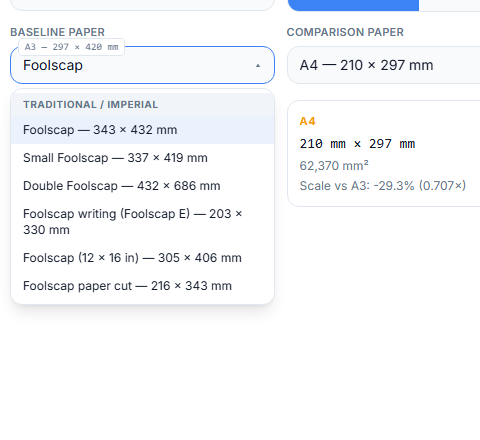 BASELINE PAPER
A3 — 297 × 420 mm
Foolscap
TRADITIONAL / IMPERIAL
Foolscap — 343 × 432 mm
Small Foolscap — 337 × 419 mm
Double Foolscap — 432 × 686 mm
Foolscap writing (Foolscap E) — 203 ×
330 mm
Foolscap (12 × 16 in) — 305 × 406 mm
Foolscap paper cut — 216 × 343 mm
COMPARISON PAPER
A4 — 210 × 297 mm
A4
210 mm × 297 mm
62,370 mm²
Scale vs A3: -29.3% (0.707×)